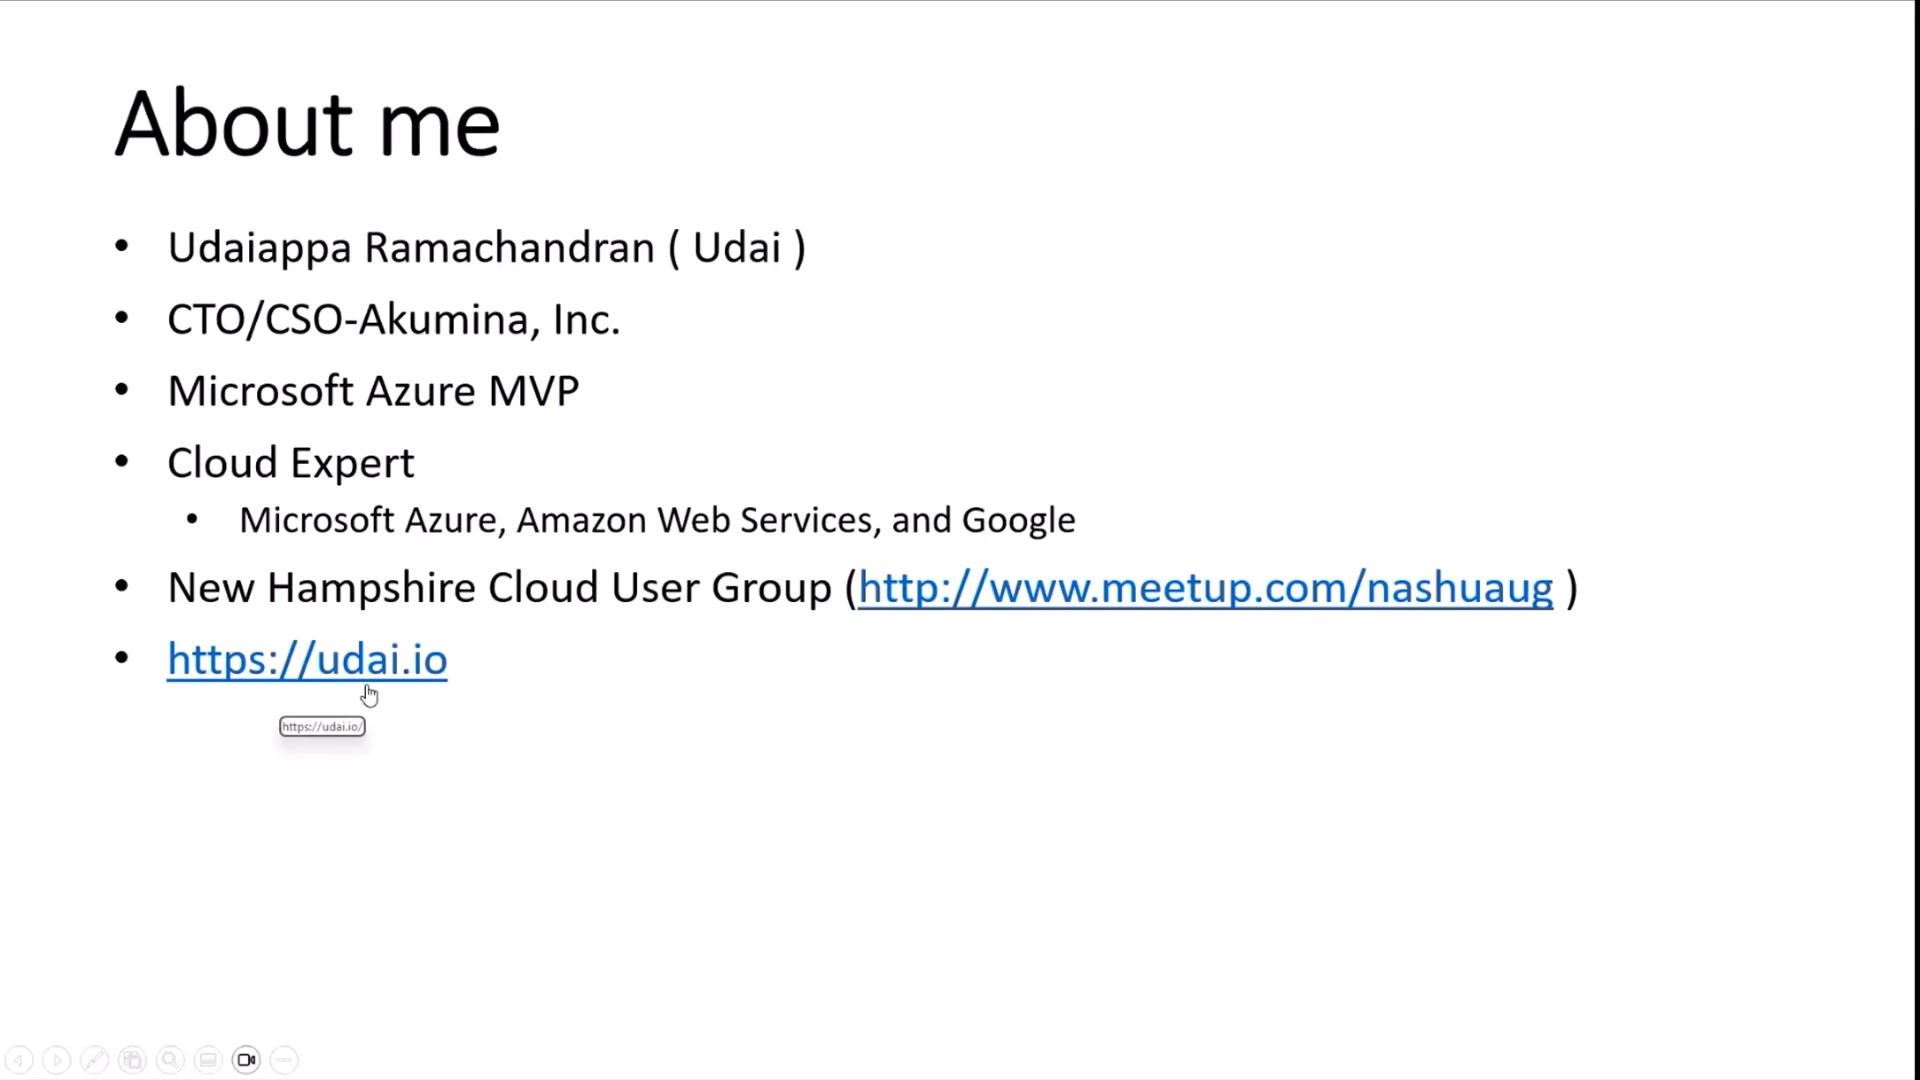 About me
• Udaiappa Ramachandran ( Udai )
• CTO/CSO-Akumina, Inc.
• Microsoft Azure MVP
• Cloud Expert
• Microsoft Azure, Amazon Web Services, and Google
• New Hampshire Cloud User Group (http://www.meetup.com/nashuaug )
• https://udai.io
https://udai.io/